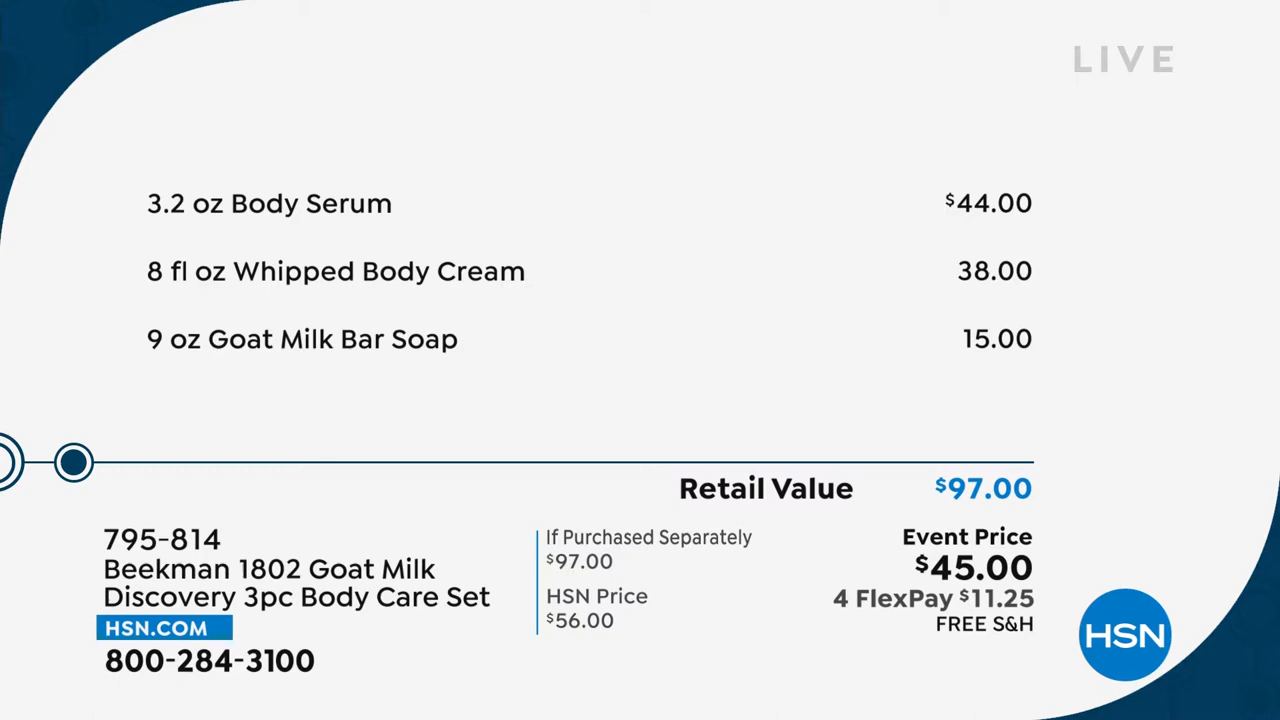 LIVE
3.2 oz Body Serum $44.00
8 fl oz Whipped Body Cream 38.00
9 oz Goat Milk Bar Soap 15.00
Retail Value $97.00
795-814
Beekman 1802 Goat Milk
Discovery 3pc Body Care Set
HSN.COM
800-284-3100
If Purchased Separately
$97.00
HSN Price
$56.00
Event Price
$45.00
4 FlexPay $11.25
FREE S&H
HSN